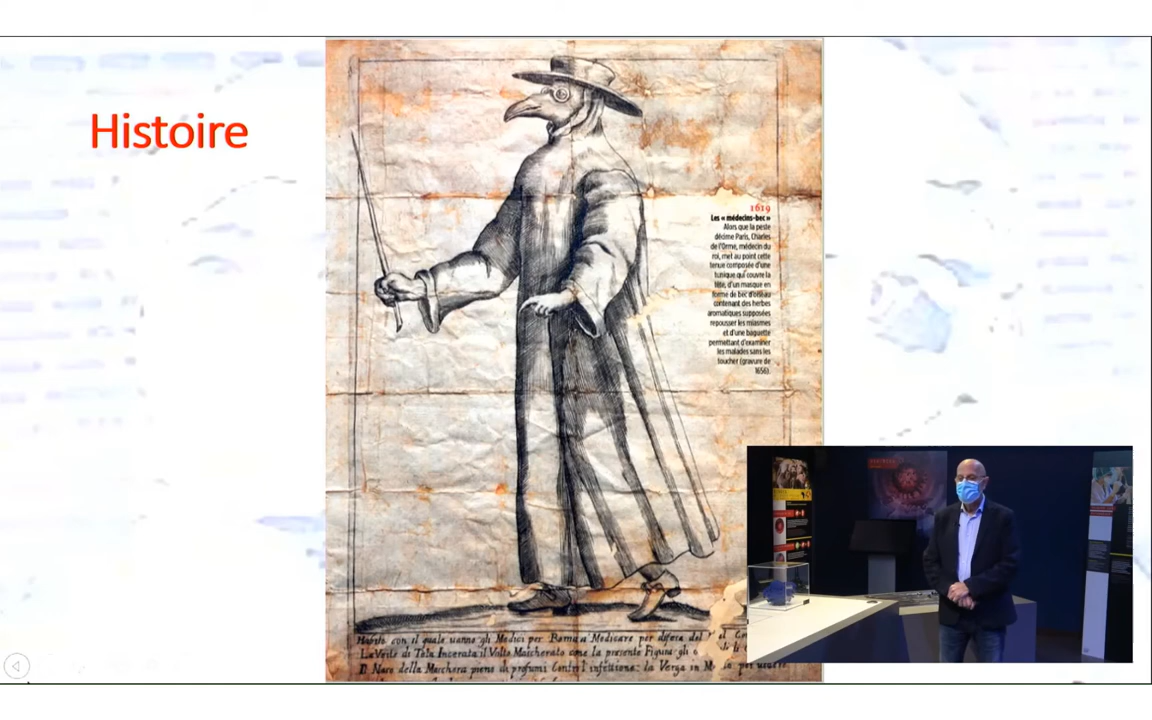 Histoire
1619
Les « médecins-bec »
Alors que la peste
décime Paris, Charles
de l'Orme, médecin du
roi, met au point cette
tenue composée d'une
tunique qui couvre la
tête, d'un masque en
forme de bec d'oiseau
contenant des herbes
aromatiques supposées
repousser les miasmes
et d'une baguette
permettant d'examiner
les malades sans les
toucher (gravure de
1656).
Habito con il quale uanno gli Medici per Roma a Medicare per difesa del
La Veste di Tela Incerata il Volto Mascherato come la presente Figura gli
Il Naso della Maschera pieno di profumi Contro l'infettione la Verga in